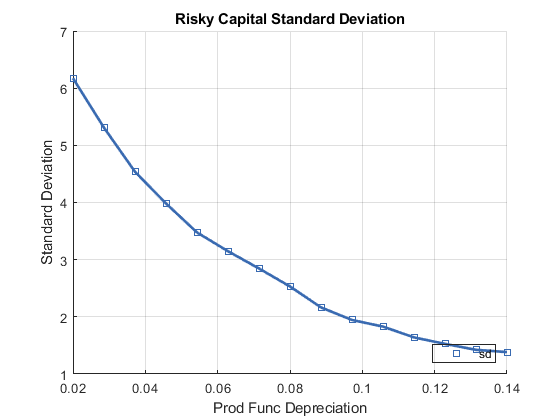 Risky Capital Standard Deviation
7
6
5
4
3
2
1
Standard Deviation
sd
0.02 0.04 0.06 0.08 0.1 0.12 0.14
Prod Func Depreciation